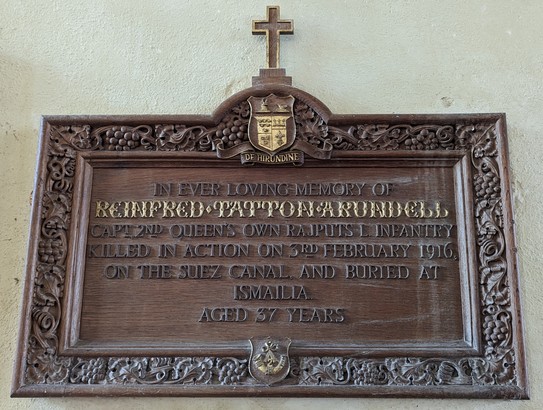 DE HIRUNDINE
IN EVER LOVING MEMORY OF
REINFRED·TATTON·ARUNDELL
CAPT. 2ND QUEEN'S OWN RAJPUTS L. INFANTRY
KILLED IN ACTION ON 3RD FEBRUARY 1916,
ON THE SUEZ CANAL, AND BURIED AT
ISMAILIA.
AGED 37 YEARS